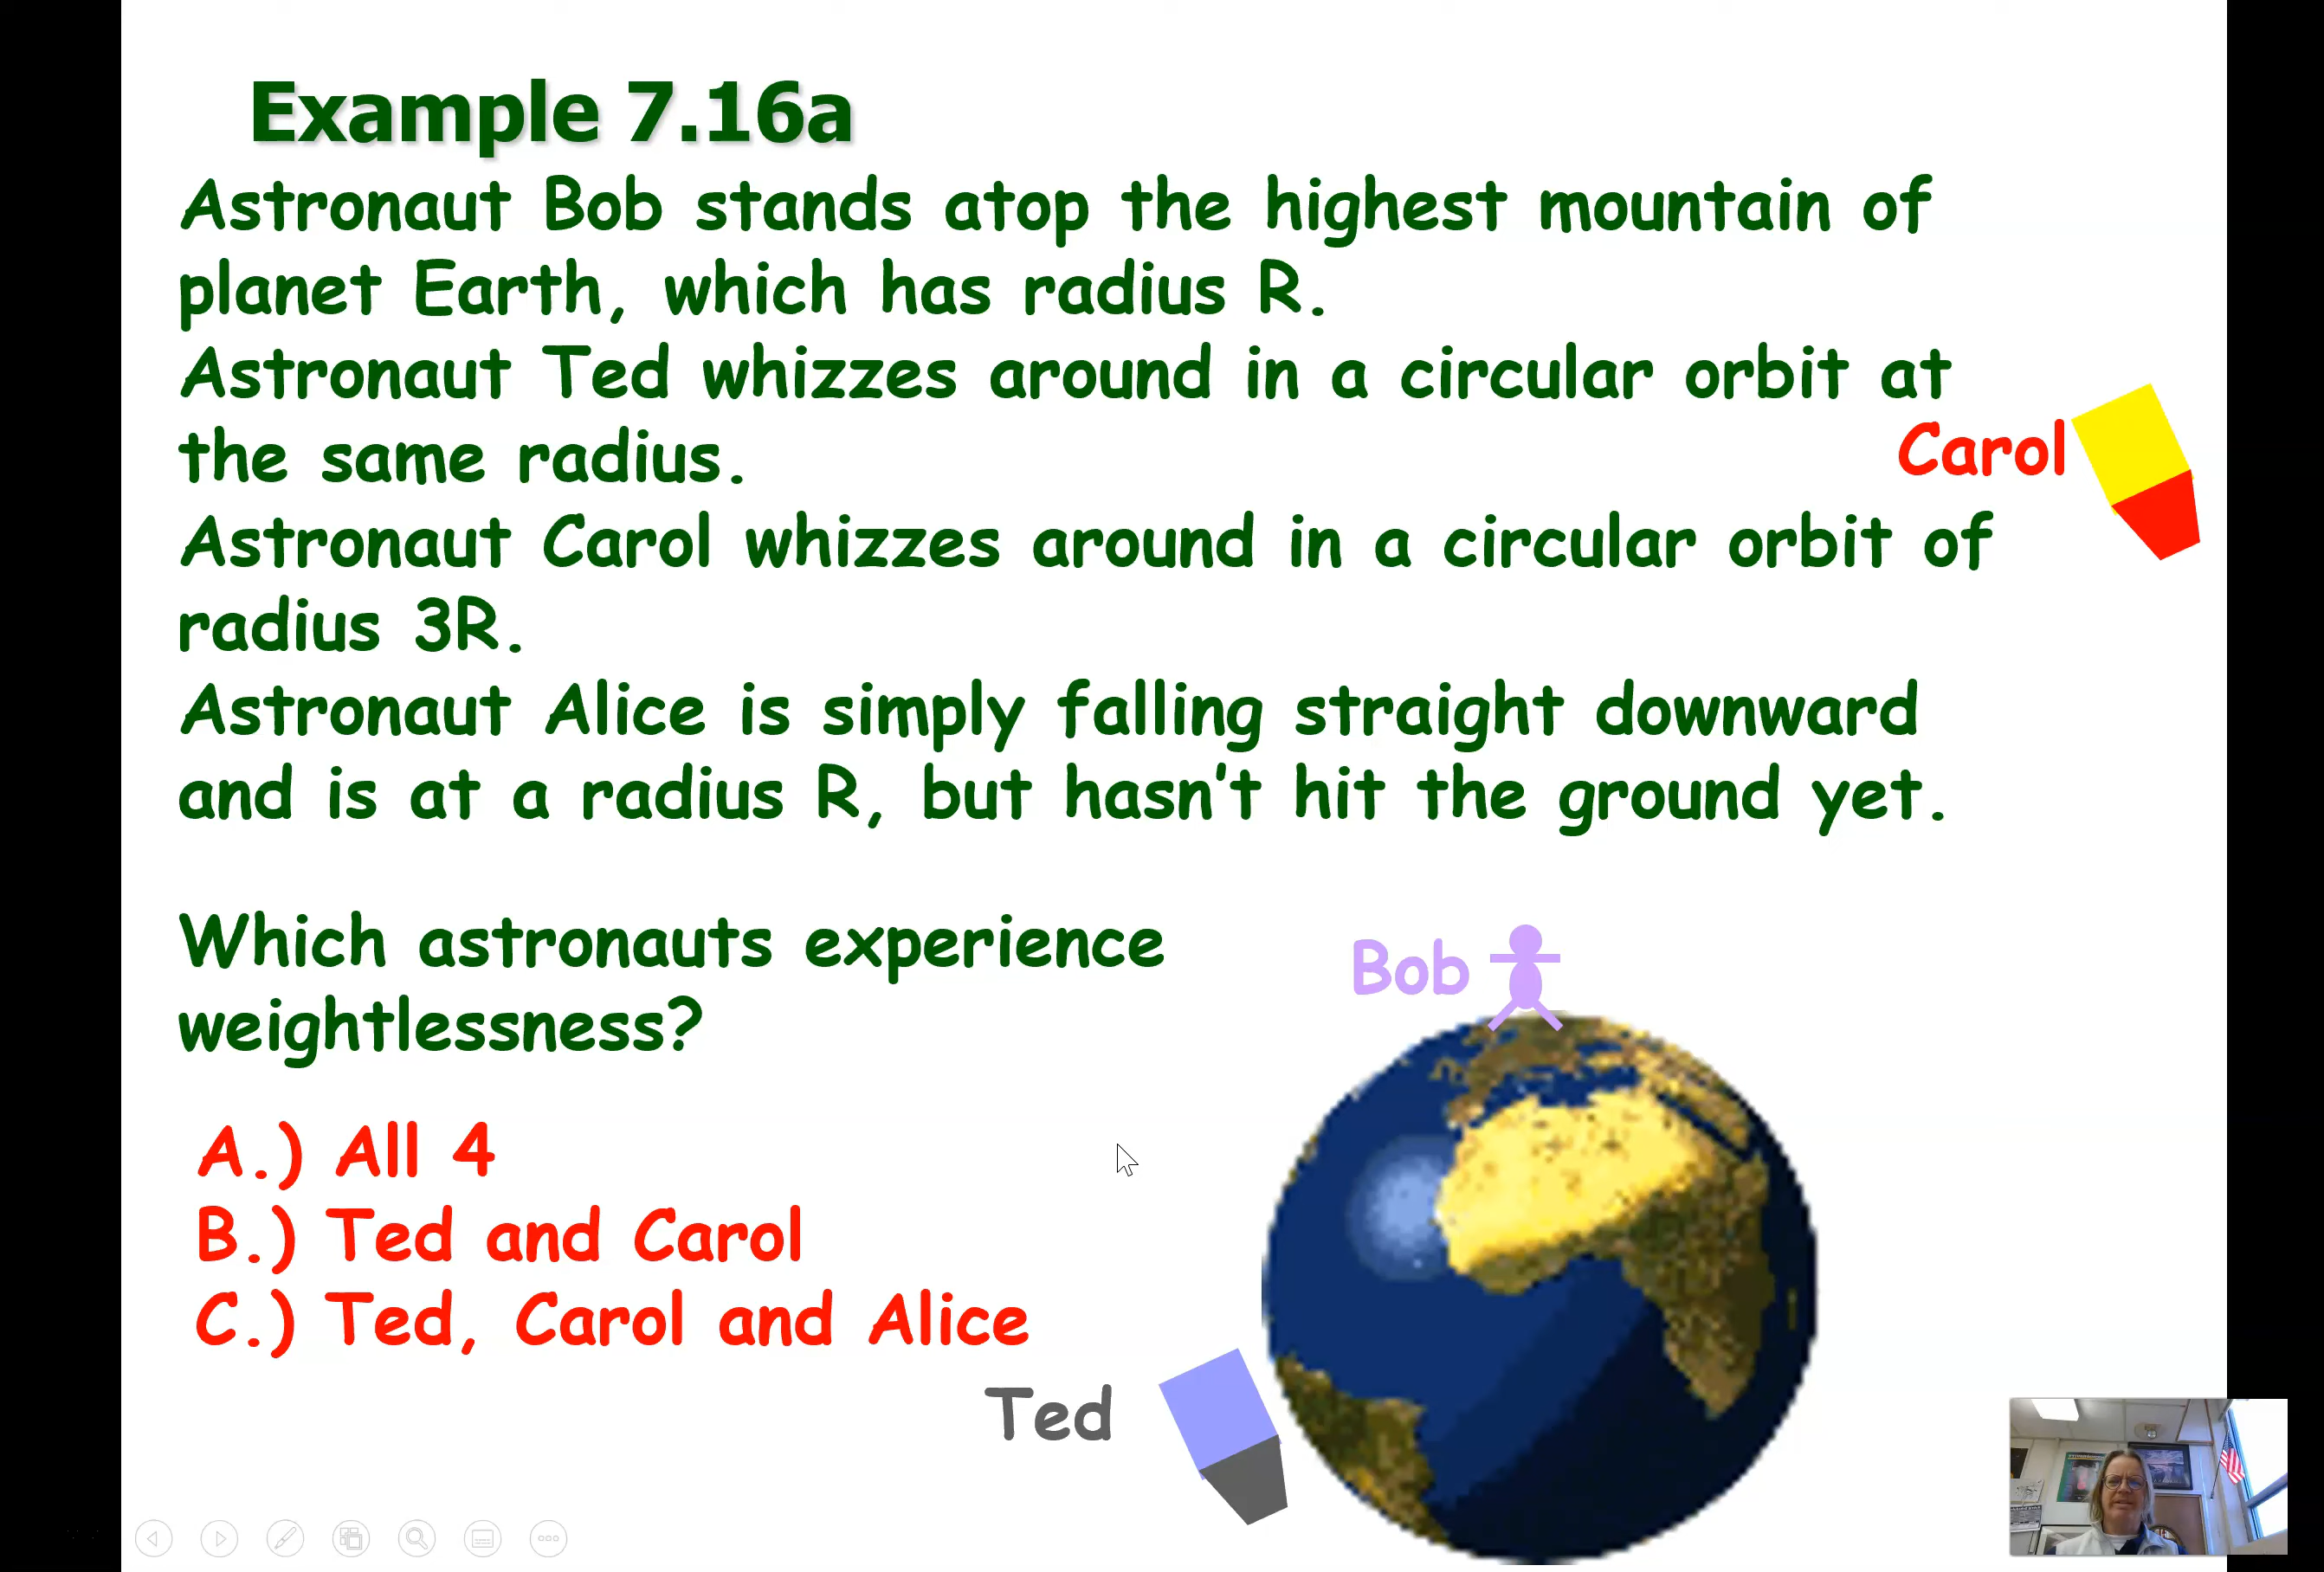 Example 7.16a
Astronaut Bob stands atop the highest mountain of
planet Earth, which has radius R.
Astronaut Ted whizzes around in a circular orbit at
the same radius.
Carol
Astronaut Carol whizzes around in a circular orbit of
radius 3R.
Astronaut Alice is simply falling straight downward
and is at a radius R, but hasn't hit the ground yet.
Which astronauts experience
weightlessness?
Bob
A.) All 4
B.) Ted and Carol
C.) Ted, Carol and Alice
Ted